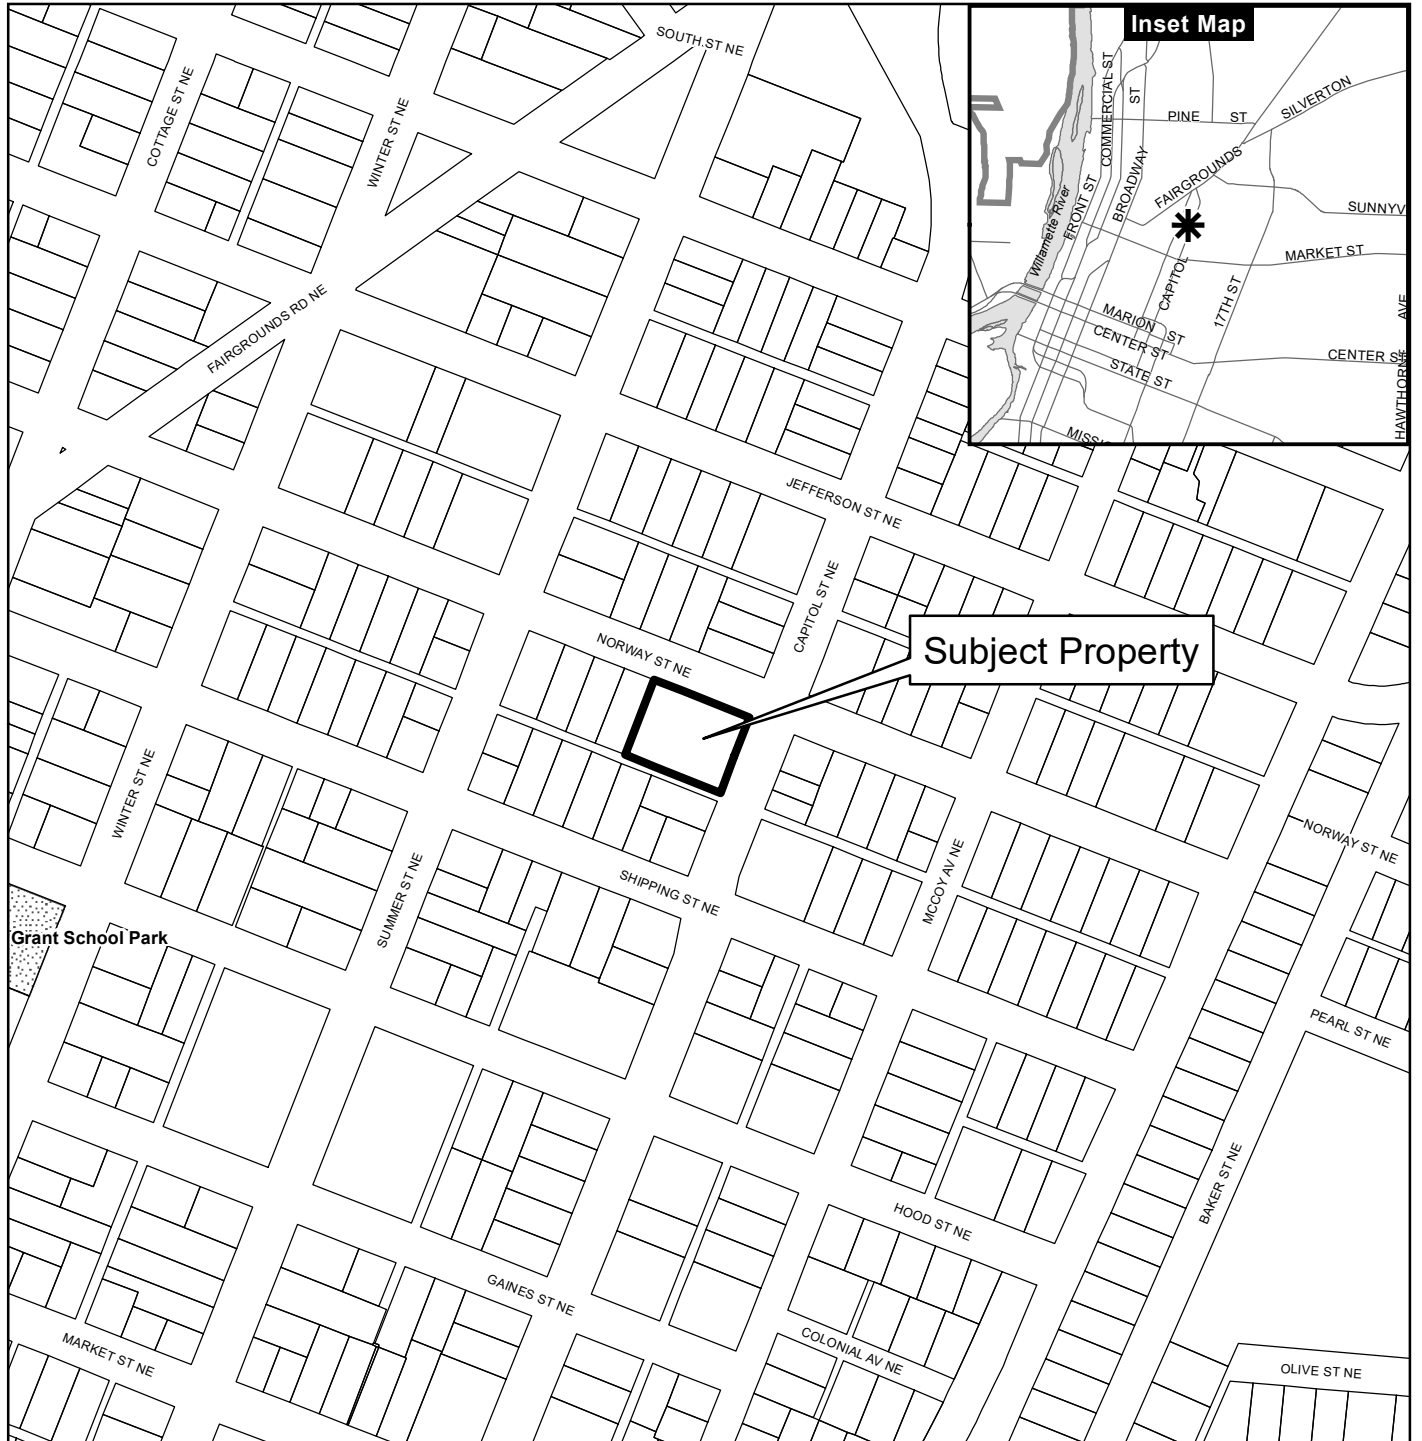 SOUTH ST NE
Inset Map
COMMERCIAL ST
ST
PINE ST
SILVERTON
COTTAGE ST NE
WINTER ST NE
FAIRGROUNDS
BROADWAY
FRONT ST
Willamette River
SUNNYV
MARKET ST
CAPITOL
17TH ST
MARION ST
CENTER ST
STATE ST
CENTER ST
HAWTHORNE AVE
MISSI
FAIRGROUNDS RD NE
JEFFERSON ST NE
CAPITOL ST NE
NORWAY ST NE
Subject Property
WINTER ST NE
SUMMER ST NE
SHIPPING ST NE
MCCOY AV NE
NORWAY ST NE
Grant School Park
PEARL ST NE
BAKER ST NE
HOOD ST NE
GAINES ST NE
MARKET ST NE
COLONIAL AV NE
OLIVE ST NE